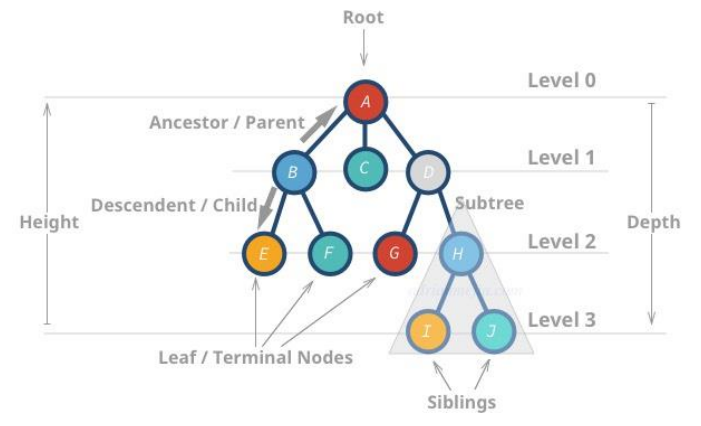 Root
Level 0
A
Ancestor / Parent
Level 1
B
C
D
Descendent / Child
Subtree
Height
Depth
Level 2
E
F
G
H
Level 3
I
J
Leaf / Terminal Nodes
Siblings